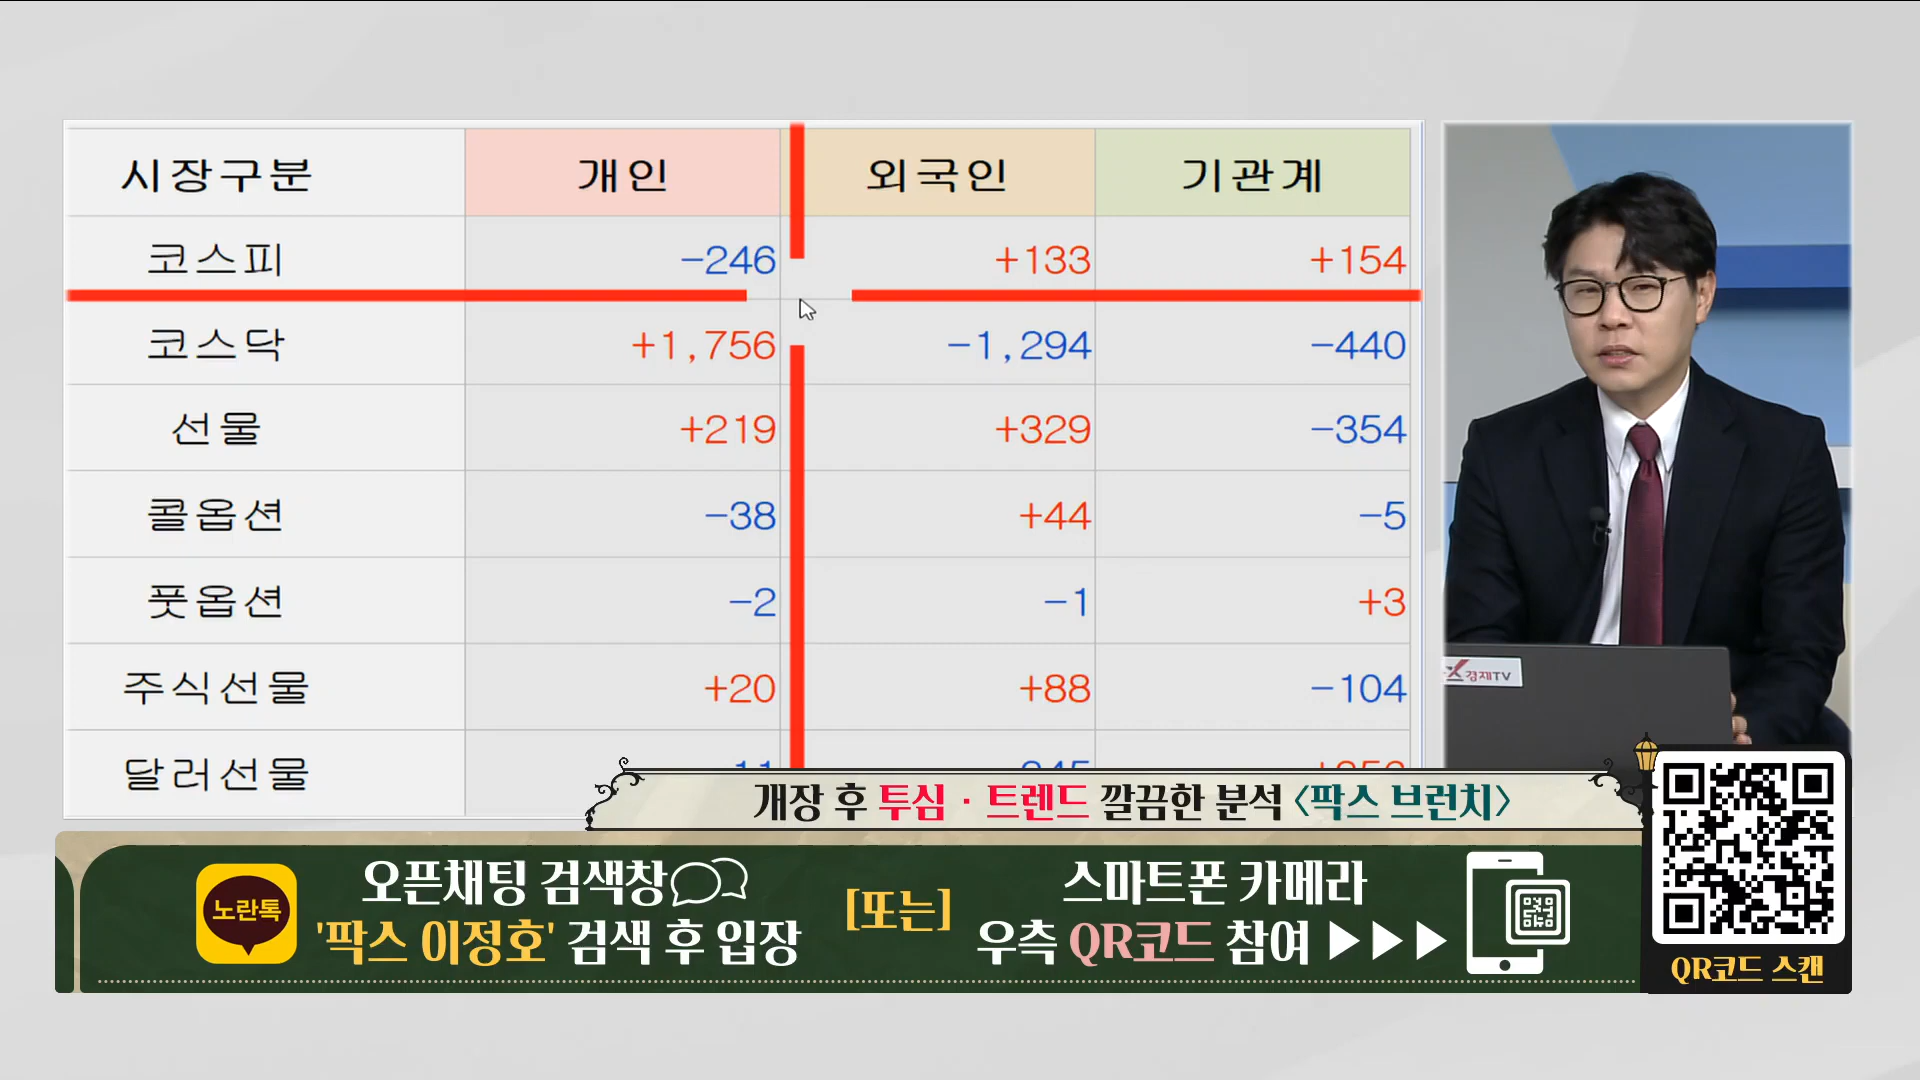 시장구분 개인 외국인 기관계
코스피 -246 +133 +154
코스닥 +1,756 -1,294 -440
선물 +219 +329 -354
콜옵션 -38 +44 -5
풋옵션 -2 -1 +3
주식선물 +20 +88 -104
달러선물
경제TV
개장 후 투심·트렌드 깔끔한 분석 <팍스 브런치>
노란톡
오픈채팅 검색창
'팍스 이정호' 검색 후 입장
[또는]
스마트폰 카메라
우측 QR코드 참여 ▶▶▶
QR코드 스캔